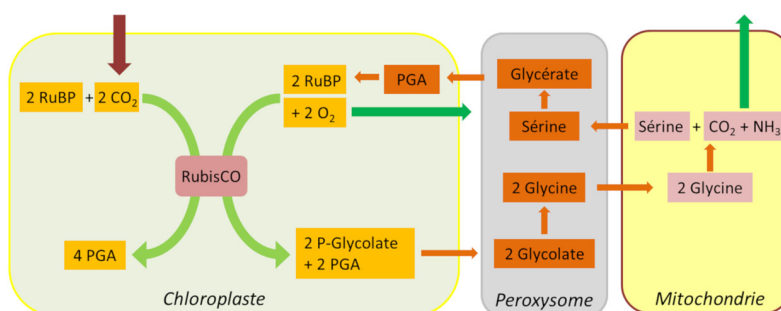 2 RuBP + 2 CO₂
2 RuBP
+ 2 O₂
PGA
Glycérate
Sérine
Sérine + CO₂ + NH₃
RubisCO
2 Glycine
2 Glycine
4 PGA
2 P-Glycolate
+ 2 PGA
2 Glycolate
Chloroplaste
Peroxysome
Mitochondrie